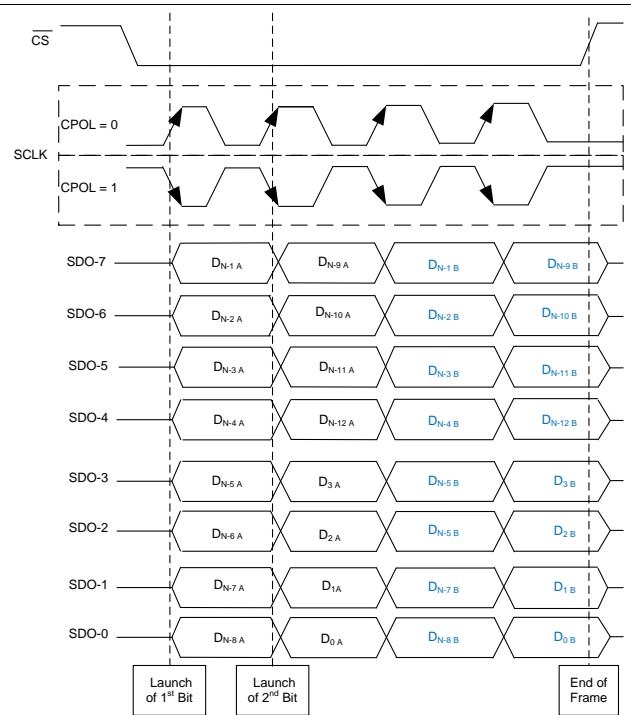 CS
CPOL = 0
SCLK
CPOL = 1
SDO-7 DN-1 A DN-9 A DN-1 B DN-9 B
SDO-6 DN-2 A DN-10 A DN-2 B DN-10 B
SDO-5 DN-3 A DN-11 A DN-3 B DN-11 B
SDO-4 DN-4 A DN-12 A DN-4 B DN-12 B
SDO-3 DN-5 A D3 A DN-5 B D3 B
SDO-2 DN-6 A D2 A DN-5 B D2 B
SDO-1 DN-7 A D1A DN-7 B D1 B
SDO-0 DN-8 A D0 A DN-8 B D0 B
Launch
of 1st Bit
Launch
of 2nd Bit
End of
Frame